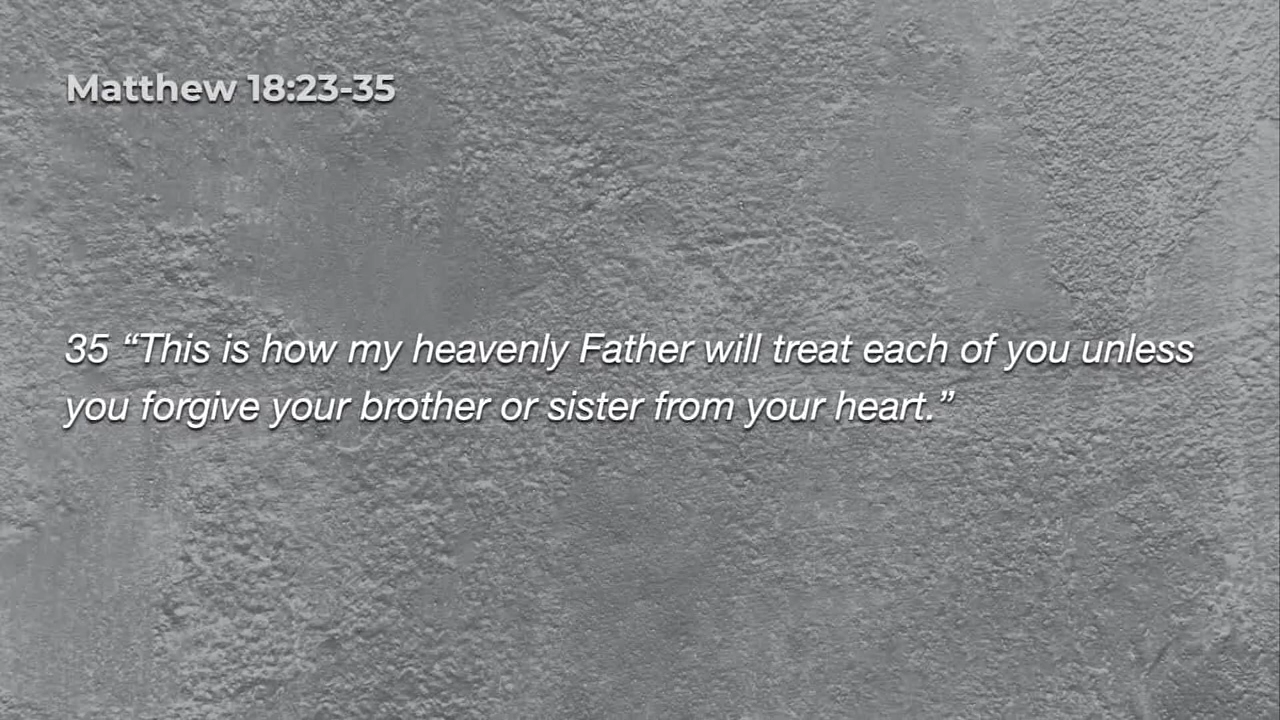 Matthew 18:23-35
35 “This is how my heavenly Father will treat each of you unless
you forgive your brother or sister from your heart.”